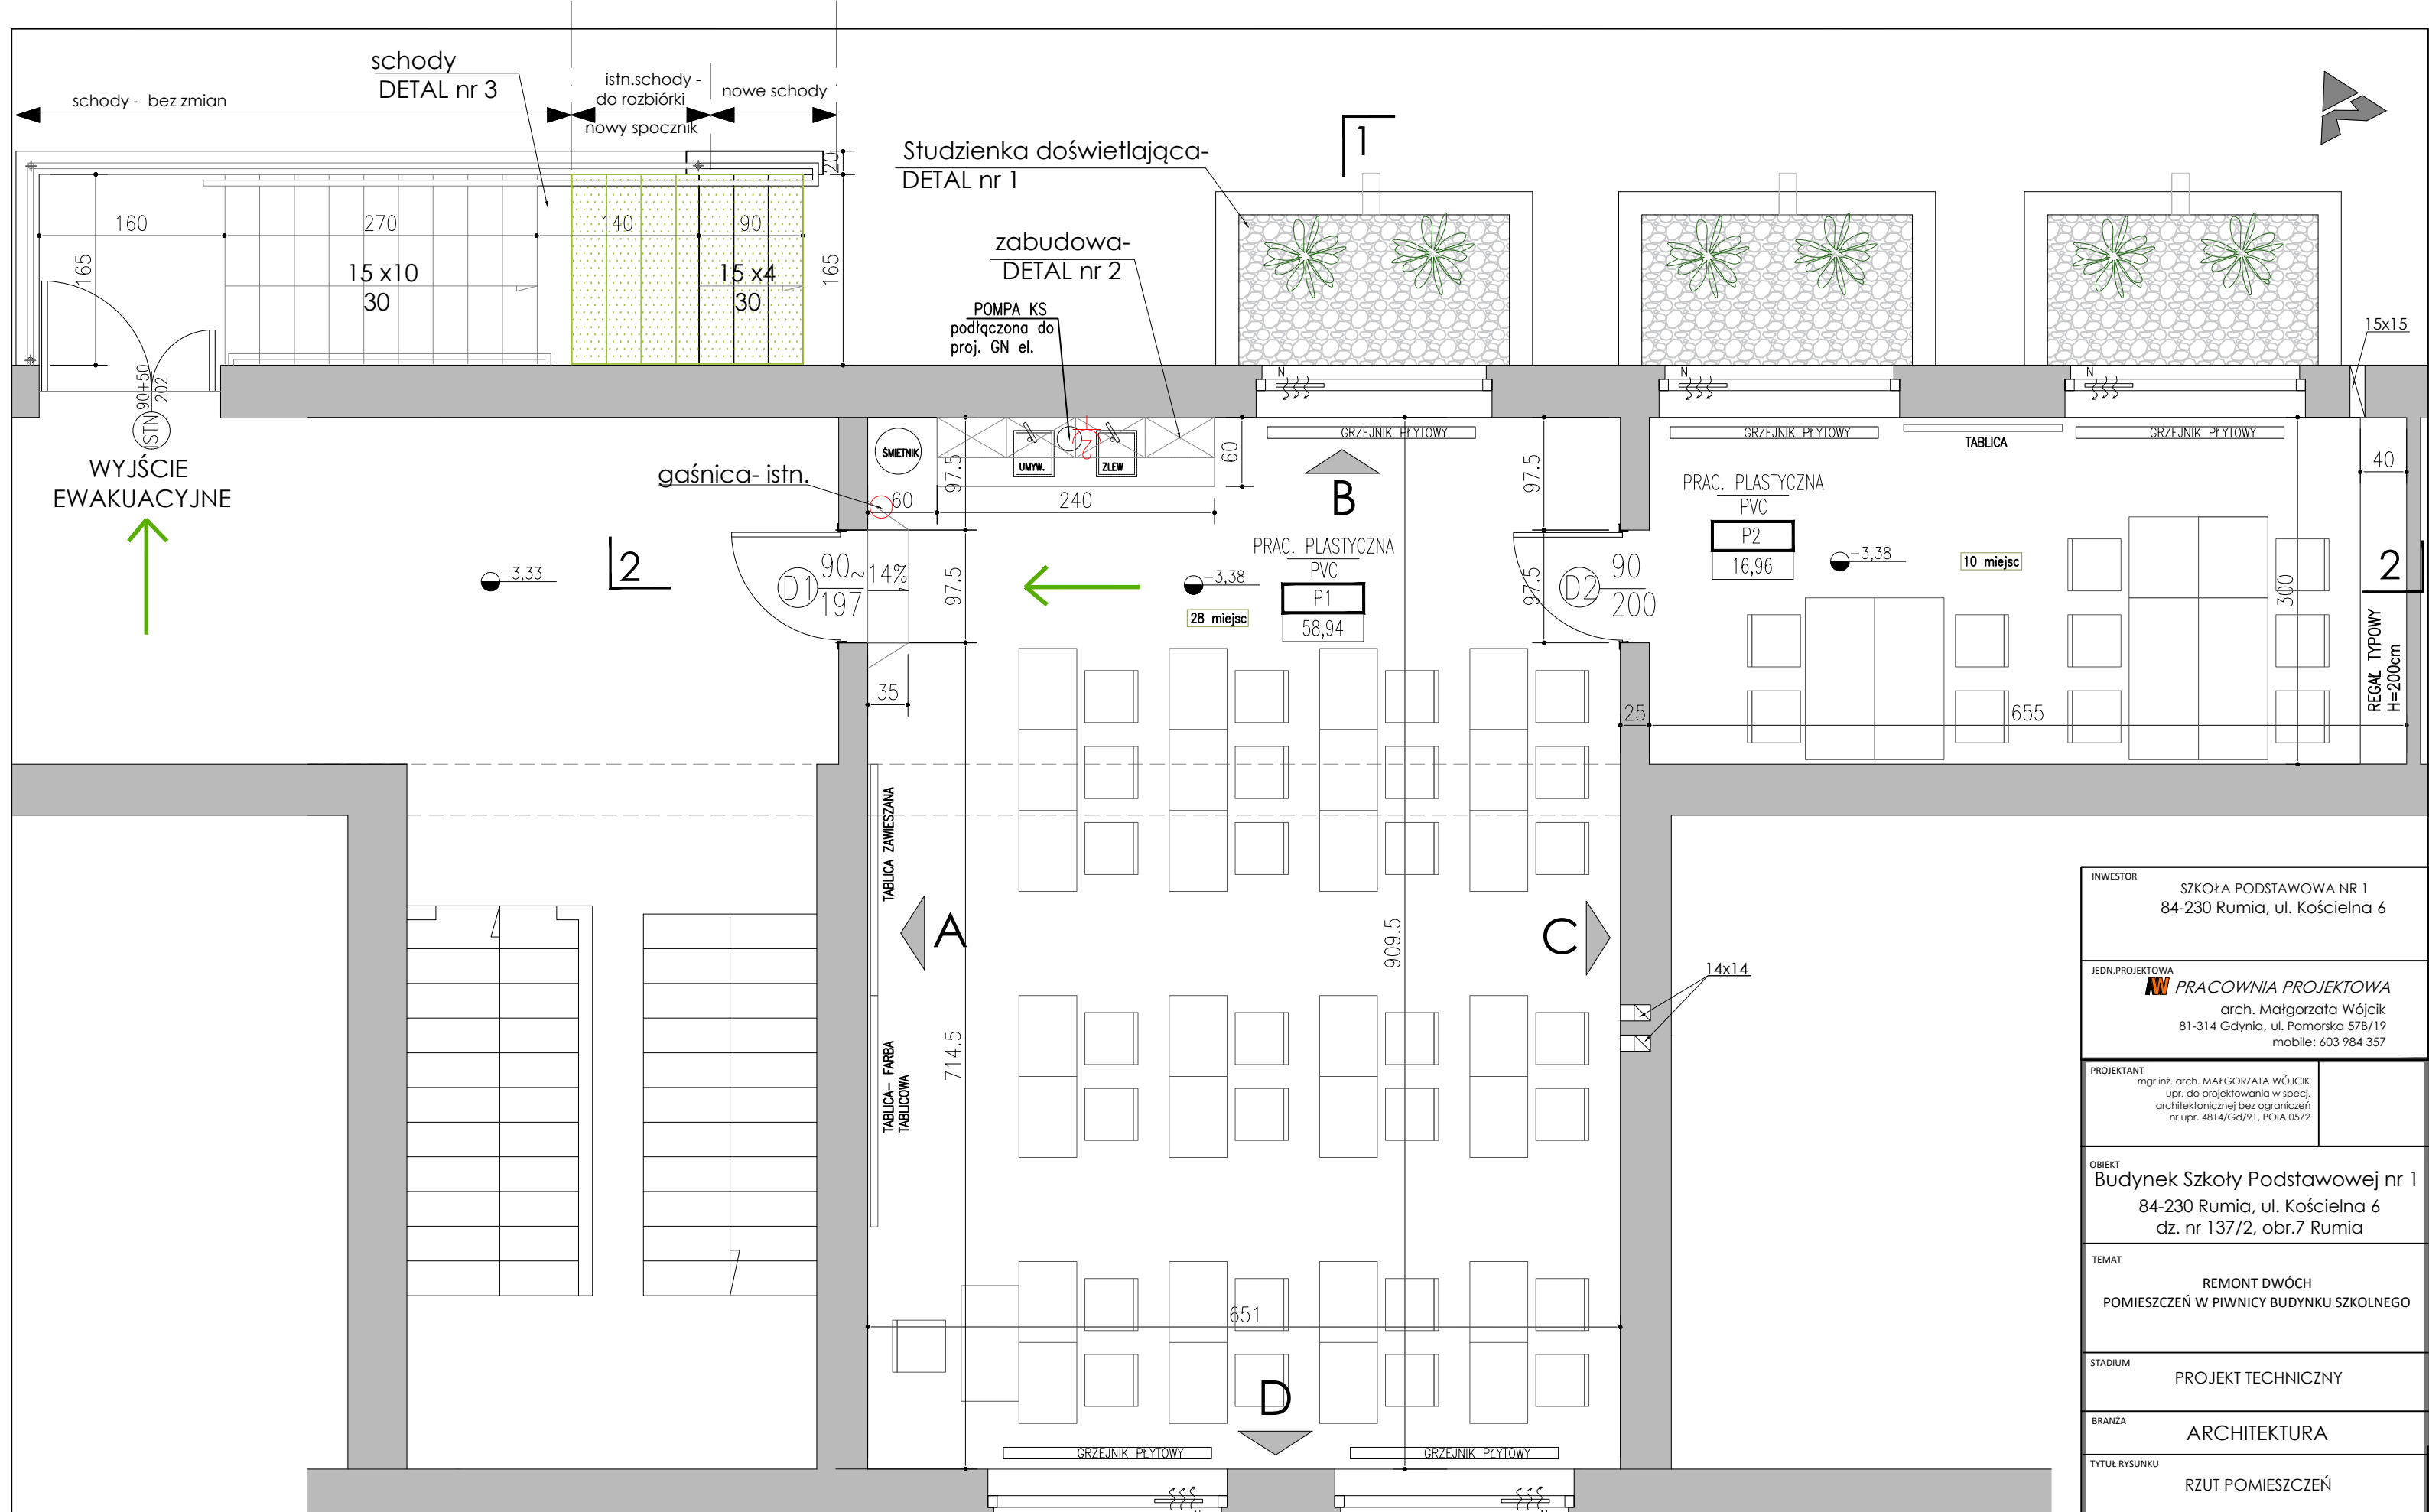 schody
DETAL nr 3
schody - bez zmian
istn.schody -
do rozbiórki
nowy spocznik
nowe schody
20
160
270
140
90
165
165
15 x10
30
15 x4
30
Studzienka doświetlająca-
DETAL nr 1
1
zabudowa-
DETAL nr 2
POMPA KS
podłączona do
proj. GN el.
15x15
N
N
N
90+50
202
ISTN
WYJŚCIE
EWAKUACYJNE
ŚMIETNIK
UMYW.
ZLEW
60
GRZEJNIK PŁYTOWY
GRZEJNIK PŁYTOWY
TABLICA
GRZEJNIK PŁYTOWY
40
gaśnica- istn.
60
240
97.5
97.5
B
PRAC. PLASTYCZNA
PVC
P2
16,96
-3,38
10 miejsc
-3,33
2
D1
90
197
~14%
97.5
-3,38
28 miejsc
PRAC. PLASTYCZNA
PVC
P1
58,94
97.5
D2
90
200
300
2
REGAŁ TYPOWY
H=200cm
35
25
655
TABLICA ZAWIESZANA
A
909.5
C
14x14
714.5
TABLICA- FARBA
TABLICOWA
651
D
GRZEJNIK PŁYTOWY
GRZEJNIK PŁYTOWY
N
INWESTOR
SZKOŁA PODSTAWOWA NR 1
84-230 Rumia, ul. Kościelna 6
JEDN.PROJEKTOWA
PRACOWNIA PROJEKTOWA
arch. Małgorzata Wójcik
81-314 Gdynia, ul. Pomorska 57B/19
mobile: 603 984 357
PROJEKTANT
mgr inż. arch. MAŁGORZATA WÓJCIK
upr. do projektowania w specj.
architektonicznej bez ograniczeń
nr upr. 4814/Gd/91, POIA 0572
OBIEKT
Budynek Szkoły Podstawowej nr 1
84-230 Rumia, ul. Kościelna 6
dz. nr 137/2, obr.7 Rumia
TEMAT
REMONT DWÓCH
POMIESZCZEŃ W PIWNICY BUDYNKU SZKOLNEGO
STADIUM
PROJEKT TECHNICZNY
BRANŻA
ARCHITEKTURA
TYTUŁ RYSUNKU
RZUT POMIESZCZEŃ